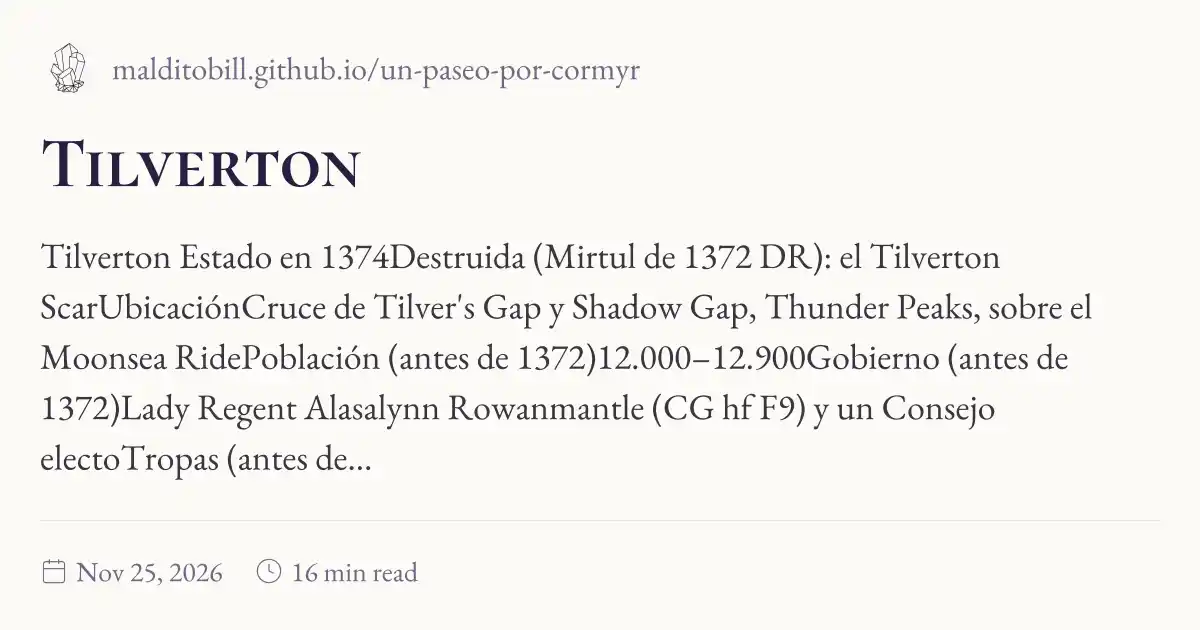 malditobill.github.io/un-paseo-por-cormyr
Tilverton
Tilverton Estado en 1374Destruida (Mirtul de 1372 DR): el Tilverton
ScarUbicaciónCruce de Tilver's Gap y Shadow Gap, Thunder Peaks, sobre el
Moonsea RidePoblación (antes de 1372)12.000–12.900Gobierno (antes de
1372)Lady Regent Alasalynn Rowanmantle (CG hf F9) y un Consejo
electoTropas (antes de...
Nov 25, 2026 16 min read